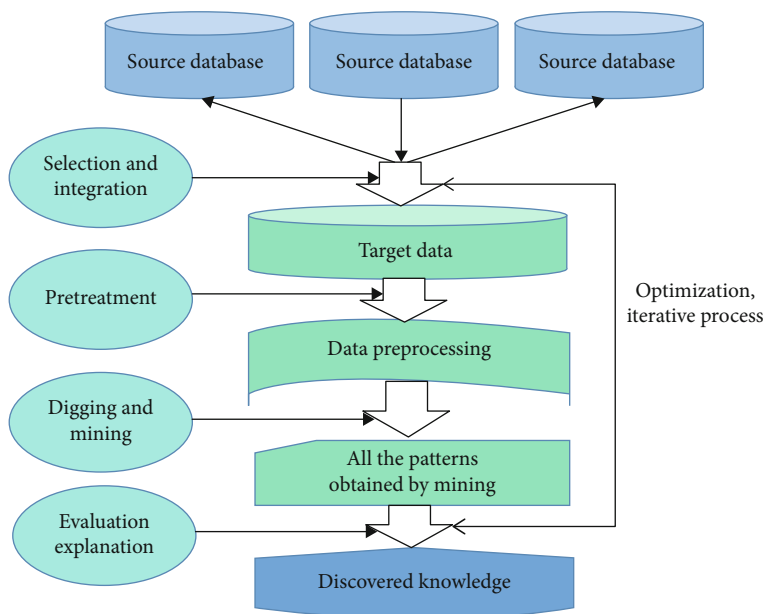 Source database
Source database
Source database
Selection and
integration
Target data
Pretreatment
Optimization,
iterative process
Data preprocessing
Digging and
mining
All the patterns
obtained by mining
Evaluation
explanation
Discovered knowledge